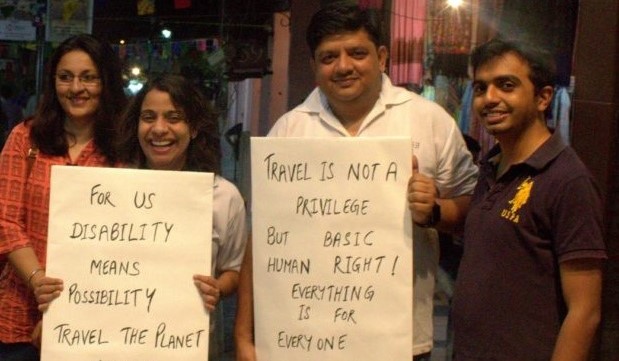 FOR US
DISABILITY
MEANS
POSSIBILITY
TRAVEL THE PLANET
TRAVEL IS NOT A
PRIVILEGE
BUT BASIC
HUMAN RIGHT!
EVERYTHING
IS FOR
EVERYONE
USPA